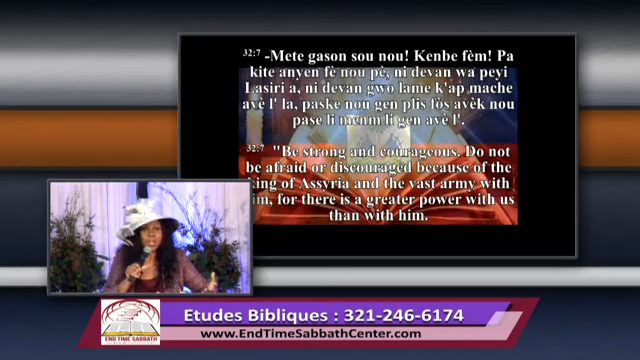 32:7 -Mete gason sou nou! Kenbe fèm! Pa
kite anyen fè nou pè, ni devan wa peyi
Lasiri a, ni devan gwo lame k'ap mache
avè l' la, paske nou gen plis fòs avèk nou
pase li menm li gen avè l'.
32:7 "Be strong and courageous. Do not
be afraid or discouraged because of the
king of Assyria and the vast army with
him, for there is a greater power with us
than with him.
END TIME SABBATH
Etudes Bibliques : 321-246-6174
www.EndTimeSabbathCenter.com